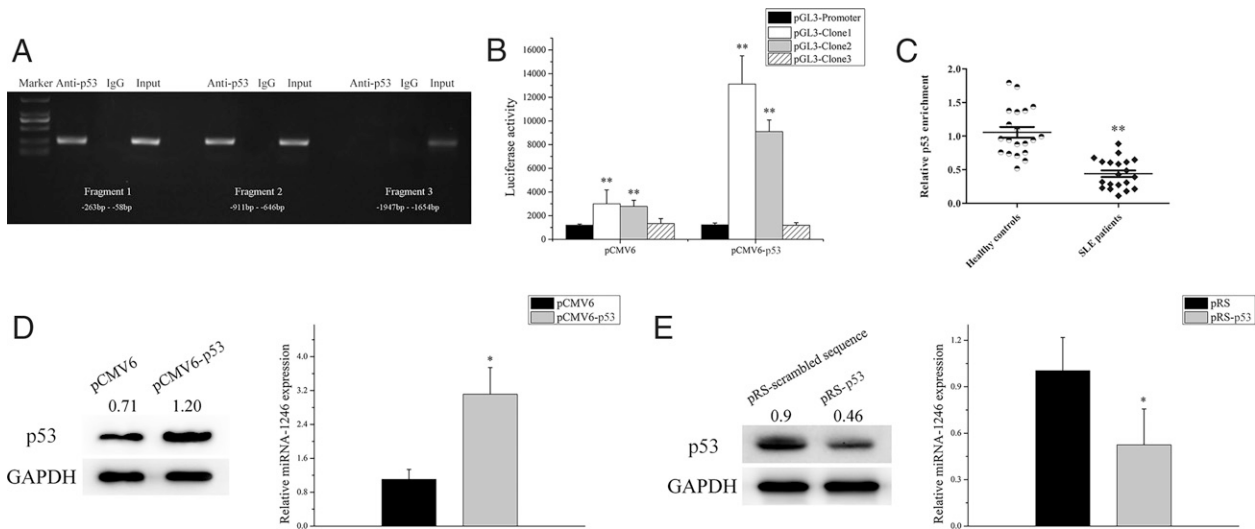 A
Marker Anti-p53 IgG Input Anti-p53 IgG Input Anti-p53 IgG Input
Fragment 1
-263bp - -58bp
Fragment 2
-911bp - -646bp
Fragment 3
-1947bp - -1654bp
B
pGL3-Promoter
pGL3-Clone1
pGL3-Clone2
pGL3-Clone3
Luciferase activity
16000
14000
12000
10000
8000
6000
4000
2000
0
** ** ** **
pCMV6 pCMV6-p53
C
Relative p53 enrichment
2.0
1.5
1.0
0.5
0.0
**
Healthy controls
SLE patients
D
pCMV6 pCMV6-p53
0.71 1.20
p53
GAPDH
pCMV6
pCMV6-p53
Relative miRNA-1246 expression
4.0
3.2
2.4
1.6
0.8
0.0
*
E
pRS-scrambled sequence pRS-p53
0.9 0.46
p53
GAPDH
pRS
pRS-p53
Relative miRNA-1246 expression
1.2
0.9
0.6
0.3
0.0
*